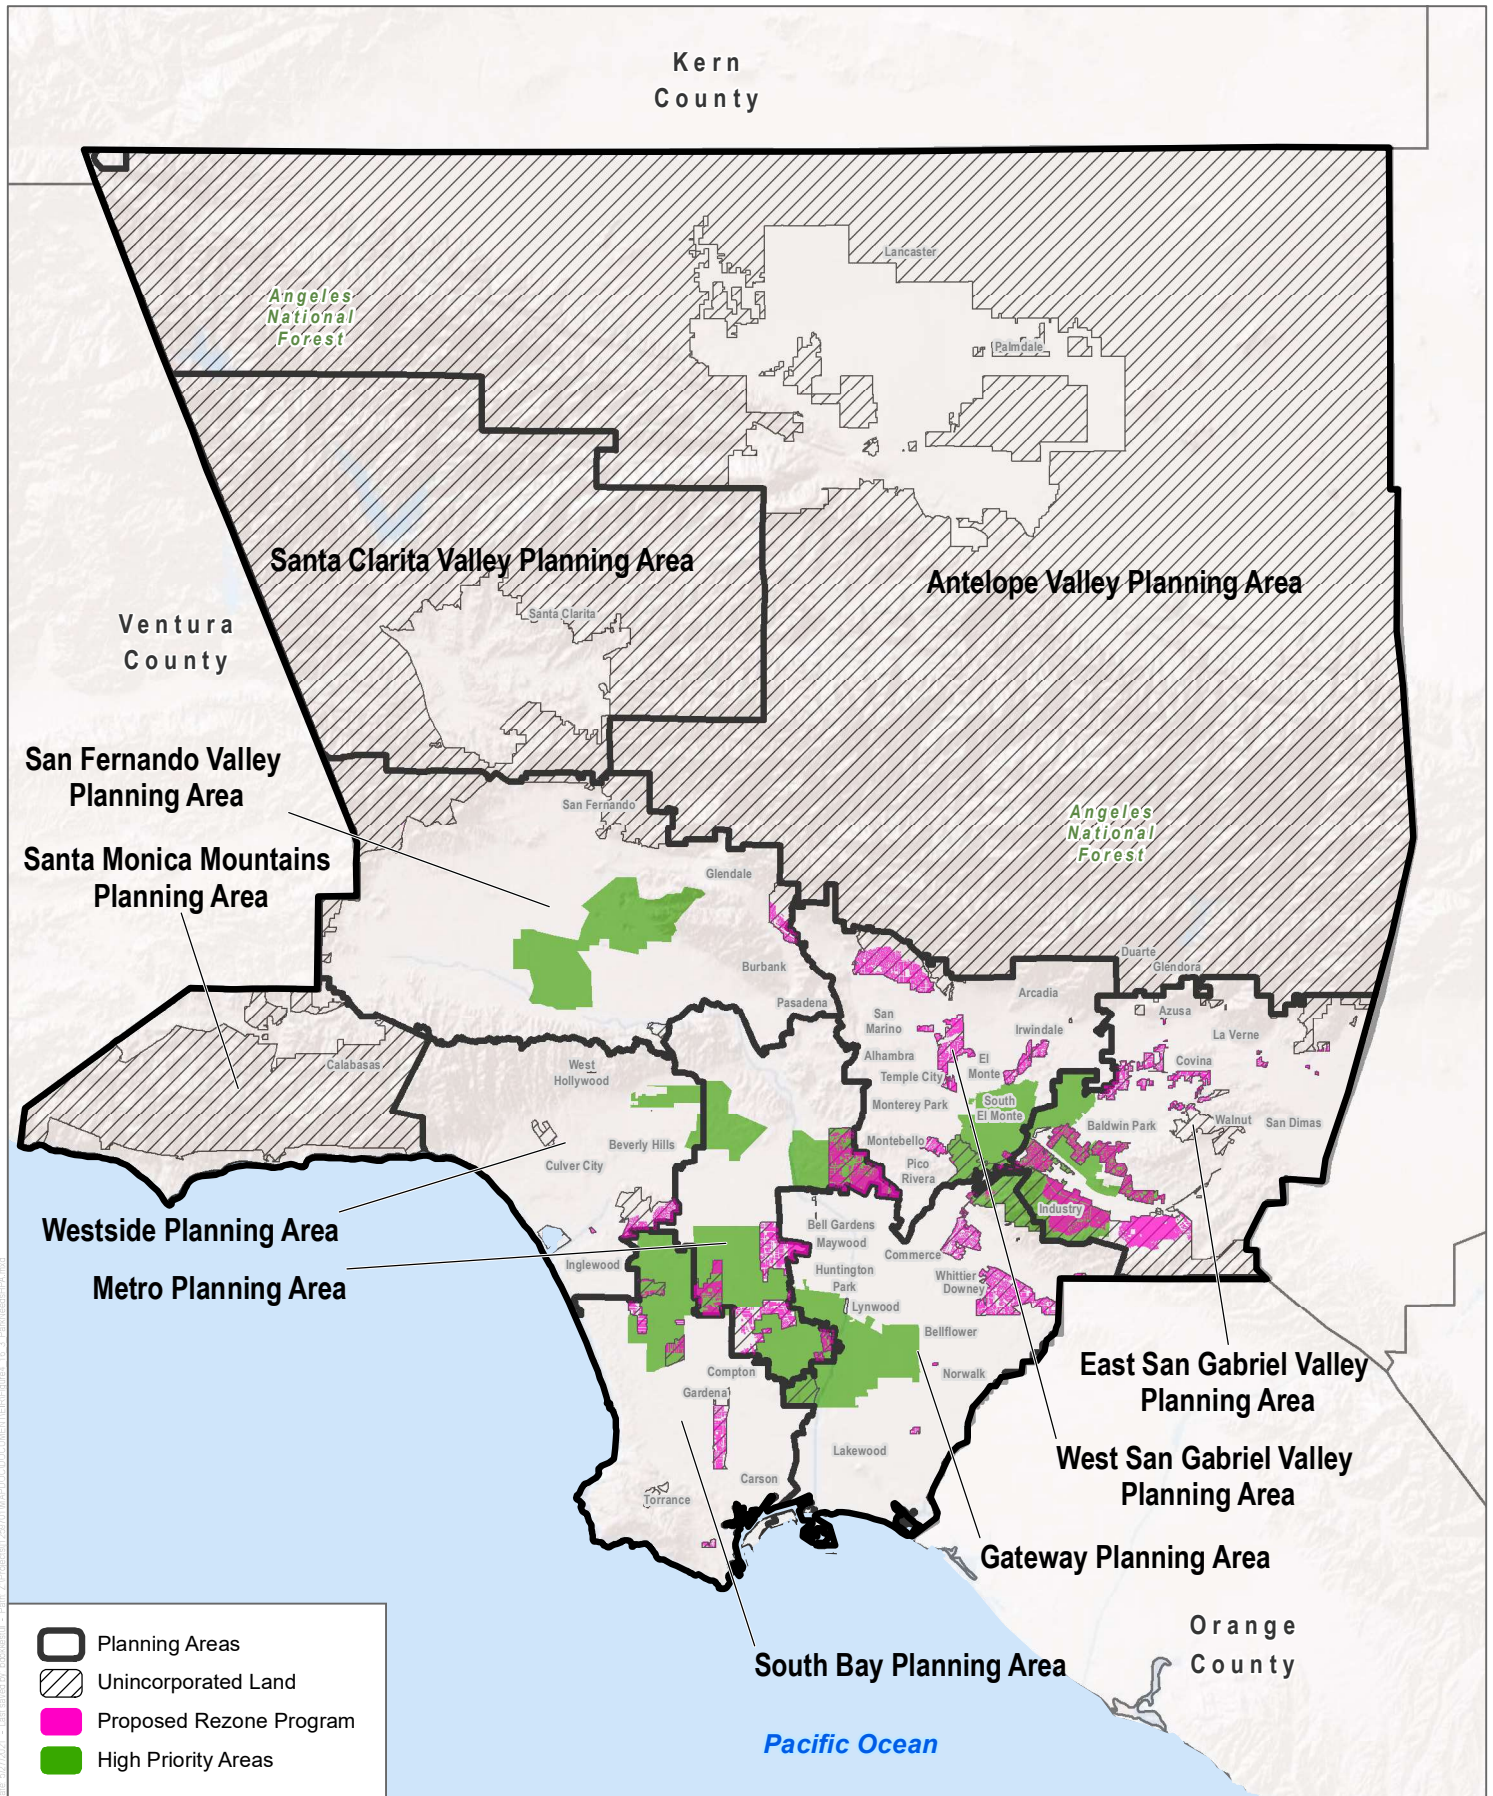 Kern
County
Lancaster
Angeles
National
Forest
Palmdale
Santa Clarita Valley Planning Area
Antelope Valley Planning Area
Santa Clarita
Ventura
County
San Fernando Valley
Planning Area
San Fernando
Angeles
National
Forest
Santa Monica Mountains
Planning Area
Glendale
Burbank
Pasadena
Duarte
Glendora
Arcadia
Azusa
San
Marino
Irwindale
La Verne
Alhambra
El
Monte
Covina
Calabasas
West
Hollywood
Temple City
Monterey Park
South
El Monte
Baldwin Park
Walnut
San Dimas
Beverly Hills
Montebello
Culver City
Pico
Rivera
Westside Planning Area
Industry
Bell Gardens
Maywood
Commerce
Inglewood
Metro Planning Area
Huntington
Park
Whittier
Downey
Lynwood
Bellflower
Compton
Norwalk
Gardena
East San Gabriel Valley
Planning Area
Lakewood
West San Gabriel Valley
Planning Area
Carson
Torrance
Gateway Planning Area
Orange
County
South Bay Planning Area
Pacific Ocean
Planning Areas
Unincorporated Land
Proposed Rezone Program
High Priority Areas